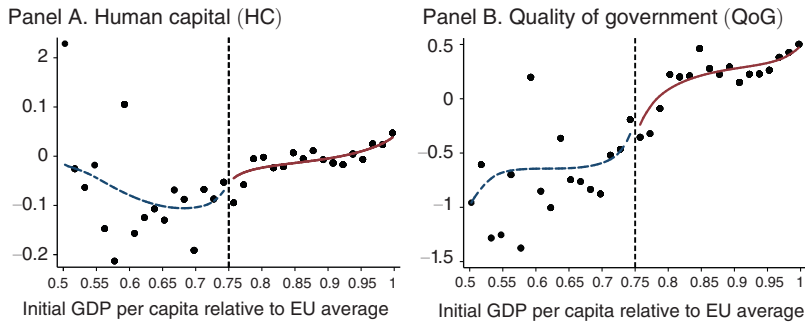 Panel A. Human capital (HC)
2
0.1
0
−0.1
−0.2
0.5 0.55 0.6 0.65 0.7 0.75 0.8 0.85 0.9 0.95 1
Initial GDP per capita relative to EU average
Panel B. Quality of government (QoG)
0.5
0
−0.5
−1
−1.5
0.5 0.55 0.6 0.65 0.7 0.75 0.8 0.85 0.9 0.95 1
Initial GDP per capita relative to EU average